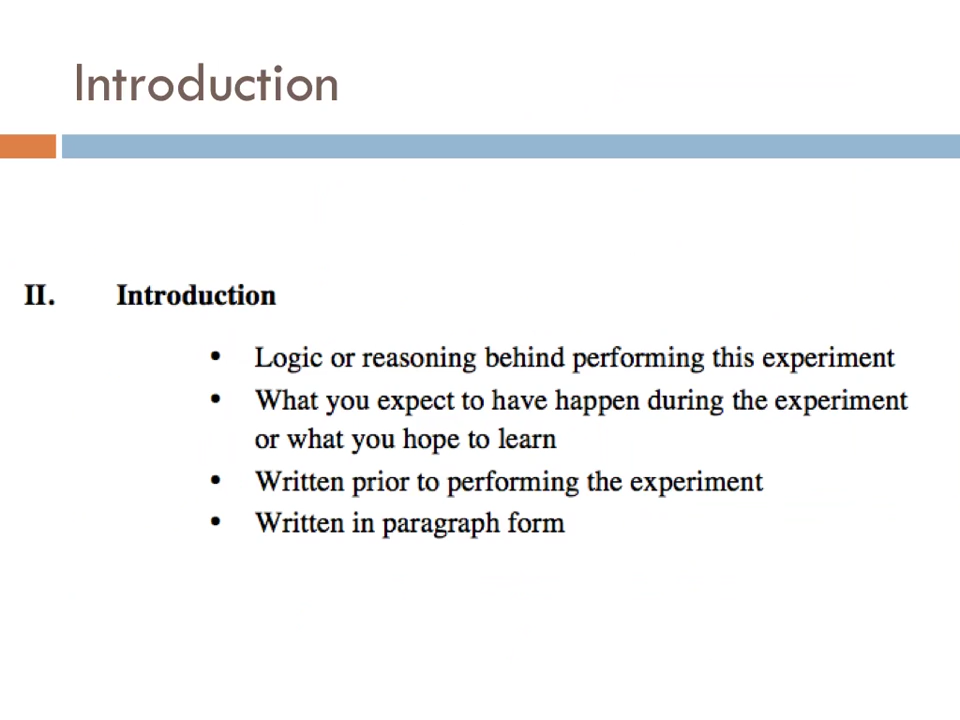 Introduction
II. Introduction
• Logic or reasoning behind performing this experiment
• What you expect to have happen during the experiment
or what you hope to learn
• Written prior to performing the experiment
• Written in paragraph form